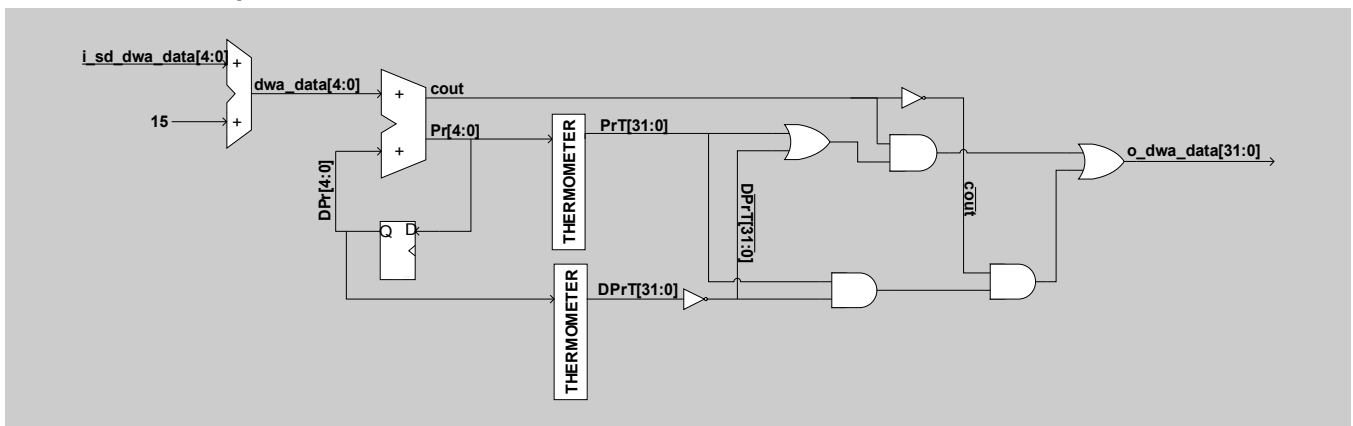 i_sd_dwa_data[4:0]
+
dwa_data[4:0]
+
cout
15
+
Pr[4:0]
+
DPr[4:0]
Q
D
THERMOMETER
PrT[31:0]
DPrT[31:0]
cout
o_dwa_data[31:0]
THERMOMETER
DPrT[31:0]